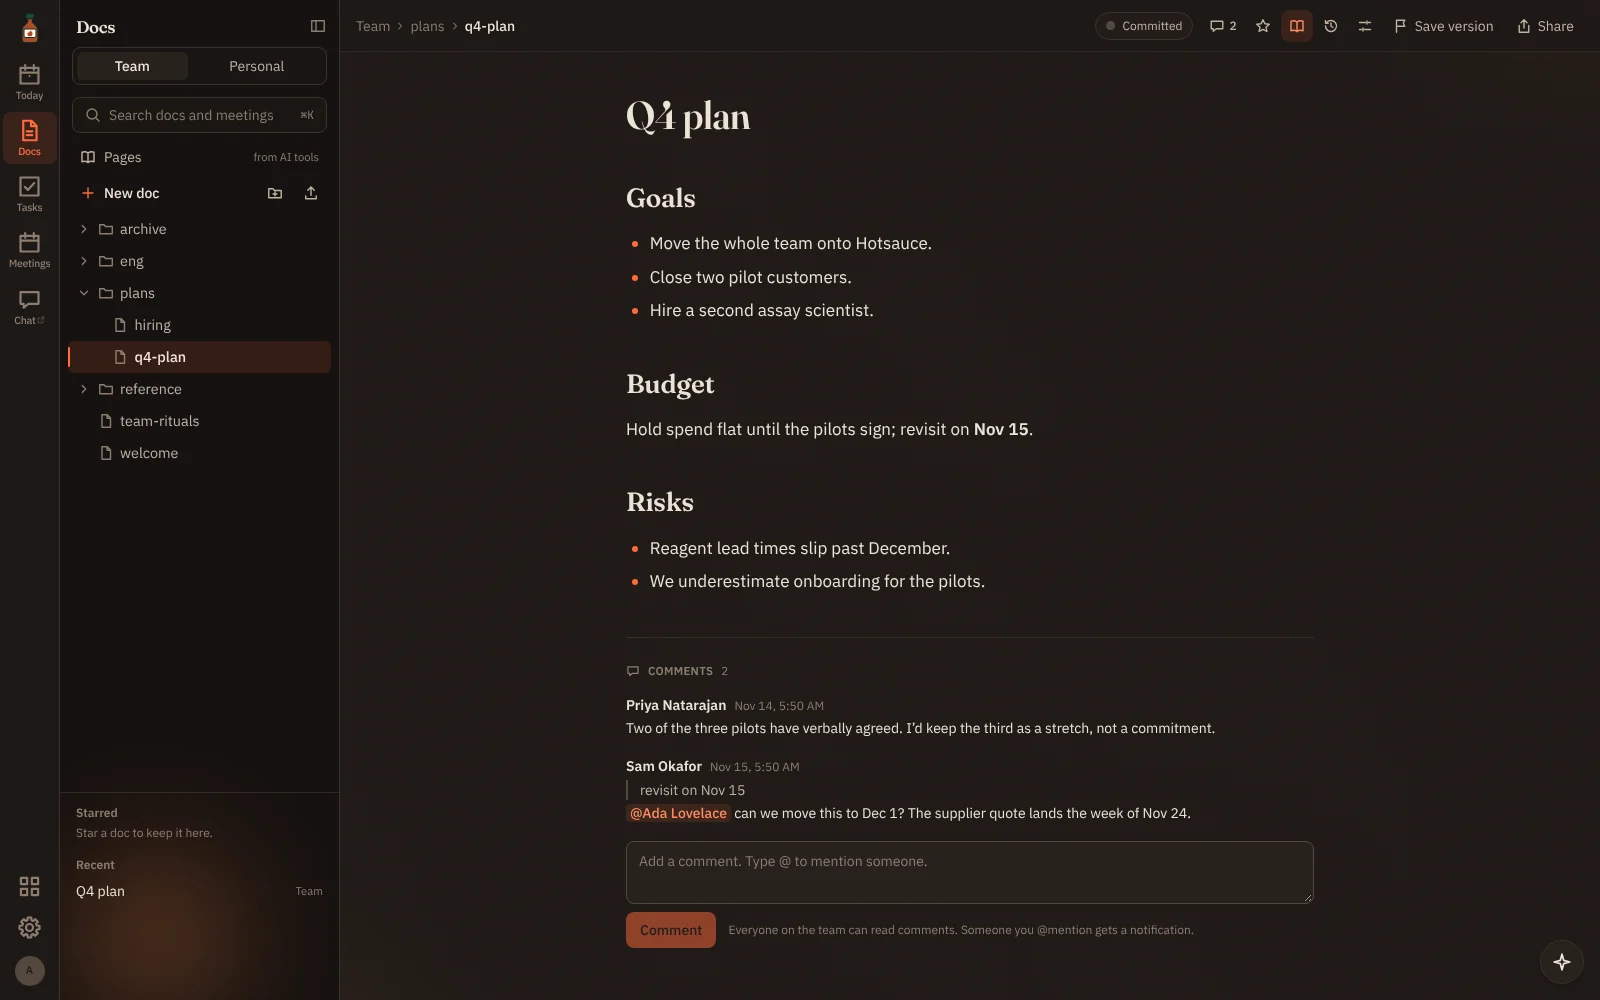 Docs
Team
Personal
Search docs and meetings ⌘K
Pages from AI tools
New doc
archive
eng
plans
hiring
q4-plan
reference
team-rituals
welcome
Starred
Star a doc to keep it here.
Recent
Q4 plan Team
Today
Docs
Tasks
Meetings
Chat
A
Team > plans > q4-plan
Committed
2
Save version
Share
Q4 plan
Goals
Move the whole team onto Hotsauce.
Close two pilot customers.
Hire a second assay scientist.
Budget
Hold spend flat until the pilots sign; revisit on Nov 15.
Risks
Reagent lead times slip past December.
We underestimate onboarding for the pilots.
COMMENTS 2
Priya Natarajan Nov 14, 5:50 AM
Two of the three pilots have verbally agreed. I’d keep the third as a stretch, not a commitment.
Sam Okafor Nov 15, 5:50 AM
revisit on Nov 15
@Ada Lovelace can we move this to Dec 1? The supplier quote lands the week of Nov 24.
Add a comment. Type @ to mention someone.
Comment
Everyone on the team can read comments. Someone you @mention gets a notification.